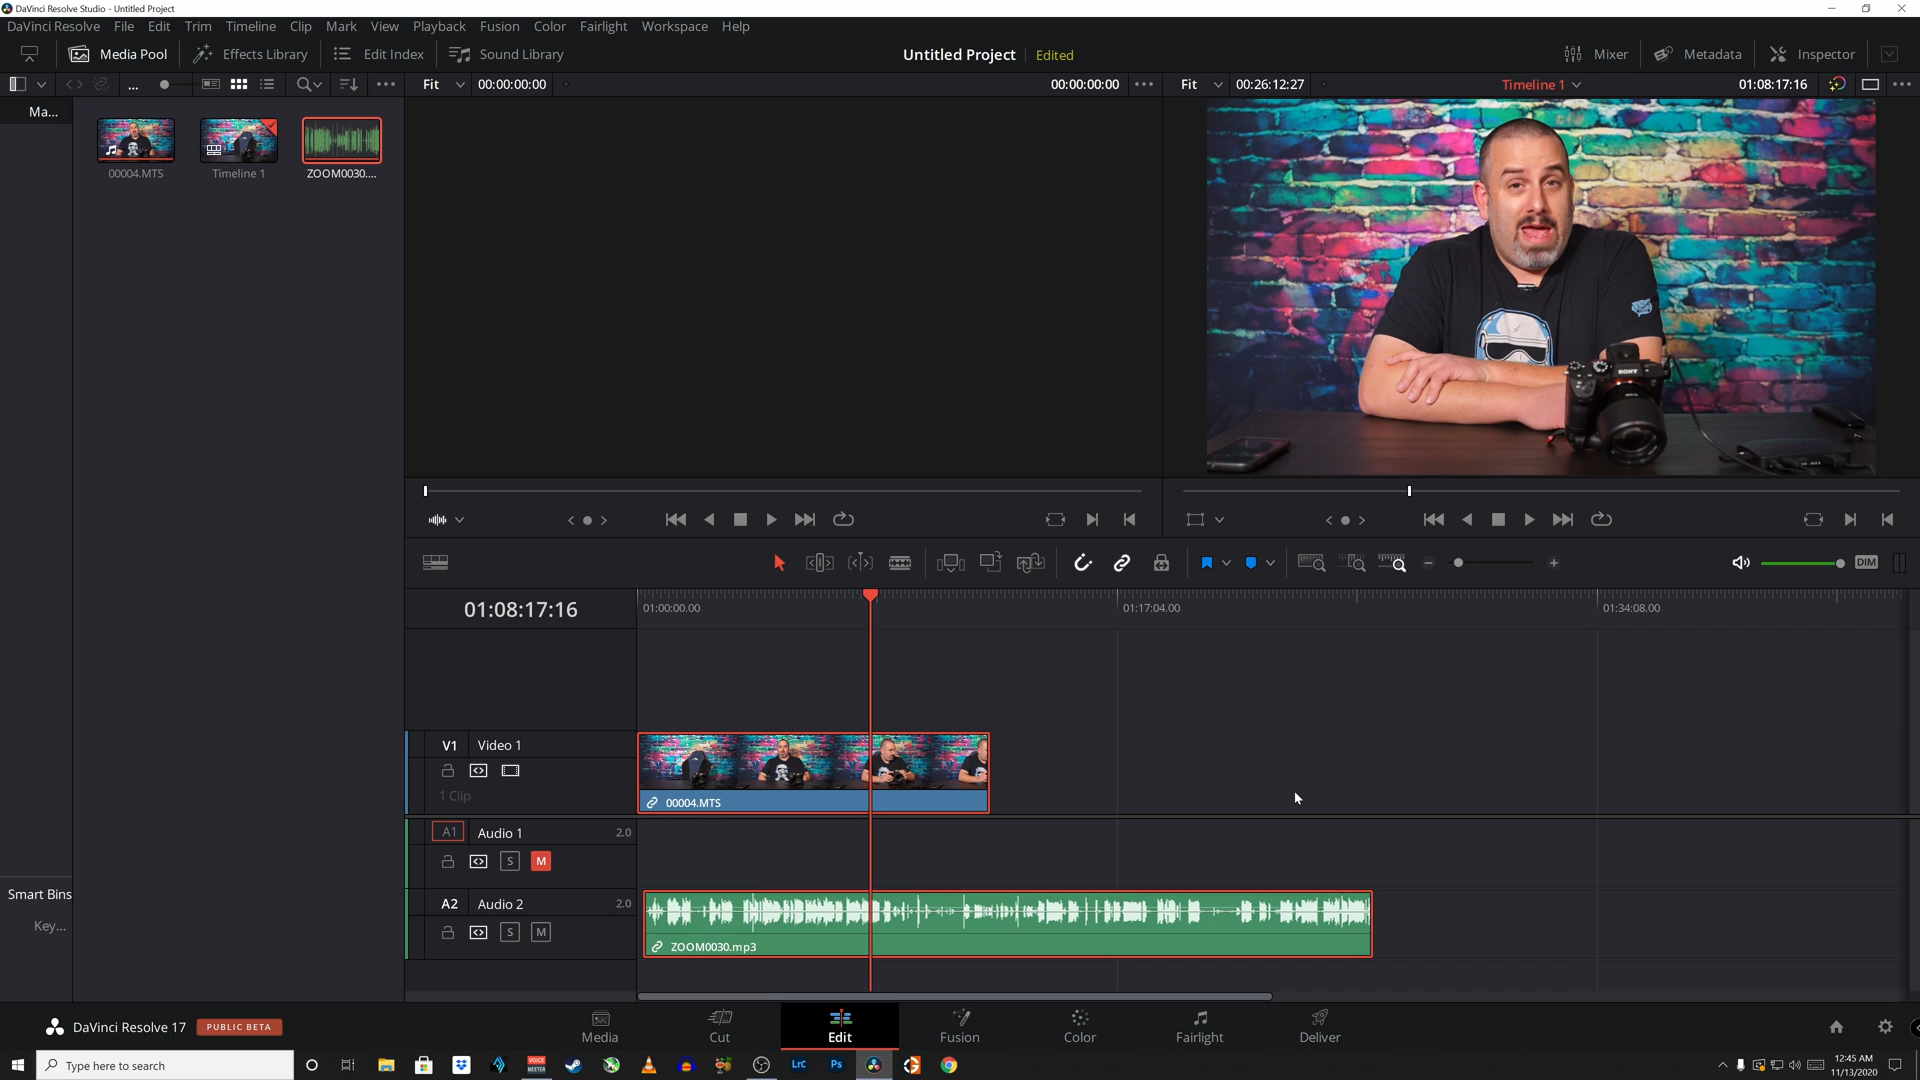 DaVinci Resolve Studio - Untitled Project
DaVinci Resolve File Edit Trim Timeline Clip Mark View Playback Fusion Color Fairlight Workspace Help
Media Pool Effects Library Edit Index Sound Library Untitled Project Edited Mixer Metadata Inspector
... Fit 00:00:00:00 00:00:00:00 Fit 00:26:12:27 Timeline 1 01:08:17:16
Ma...
00004.MTS Timeline 1 ZOOM0030....
SONY
DIM
01:08:17:16 01:00:00.00 01:17:04.00 01:34:08.00
V1 Video 1
1 Clip
00004.MTS
A1 Audio 1 2.0
S M
A2 Audio 2 2.0
S M
ZOOM0030.mp3
Smart Bins
Key...
DaVinci Resolve 17 PUBLIC BETA
Media Cut Edit Fusion Color Fairlight Deliver
Type here to search
VOICE MEETER
Lrc Ps
12:45 AM
11/13/2020